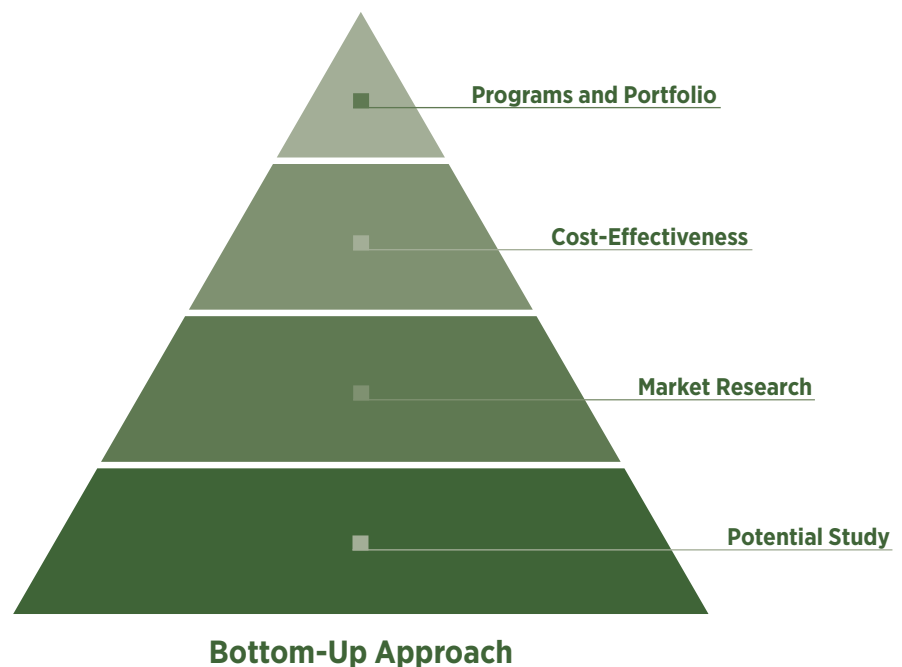 Programs and Portfolio
Cost-Effectiveness
Market Research
Potential Study
Bottom-Up Approach